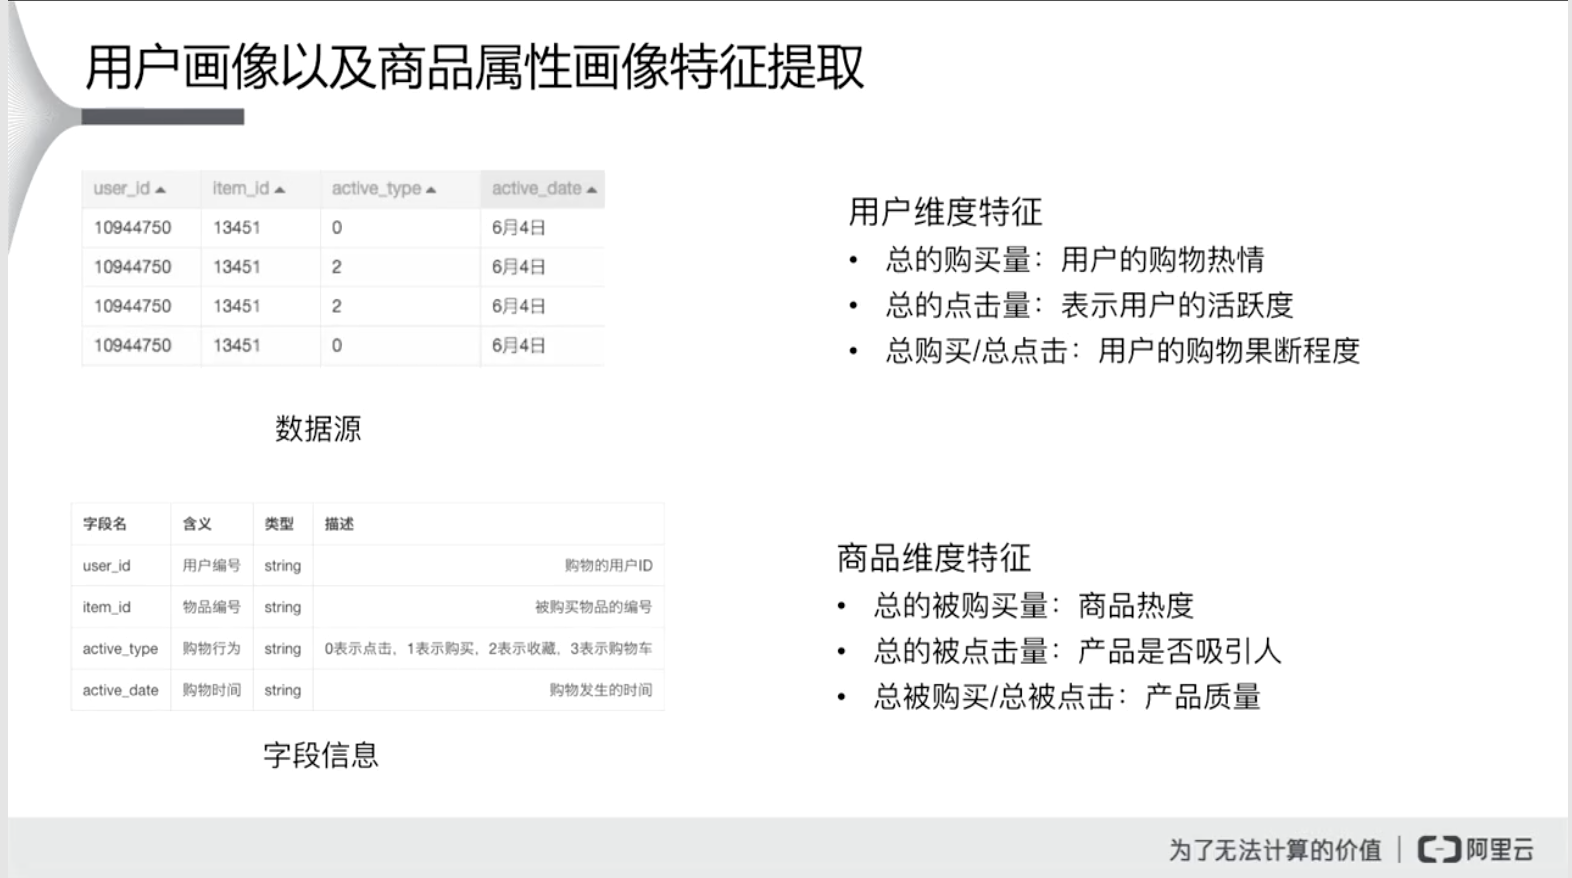 用户画像以及商品属性画像特征提取
user_id item_id active_type active_date
10944750 13451 0 6月4日
10944750 13451 2 6月4日
10944750 13451 2 6月4日
10944750 13451 0 6月4日
数据源
用户维度特征
• 总的购买量：用户的购物热情
• 总的点击量：表示用户的活跃度
• 总购买/总点击：用户的购物果断程度
字段名 含义 类型 描述
user_id 用户编号 string 购物的用户ID
item_id 物品编号 string 被购买物品的编号
active_type 购物行为 string 0表示点击，1表示购买，2表示收藏，3表示购物车
active_date 购物时间 string 购物发生的时间
字段信息
商品维度特征
• 总的被购买量：商品热度
• 总的被点击量：产品是否吸引人
• 总被购买/总被点击：产品质量
为了无法计算的价值 | 阿里云